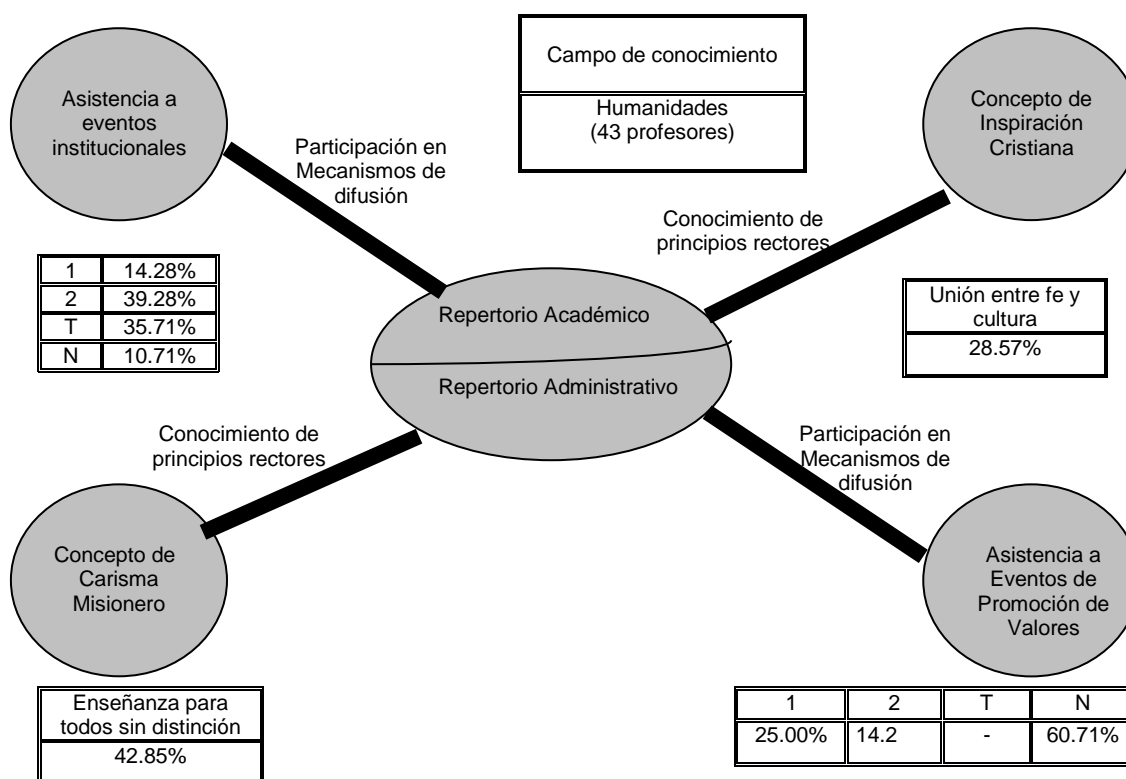 Campo de conocimiento
Humanidades
(43 profesores)
Asistencia a
eventos
institucionales
Participación en
Mecanismos de
difusión
Concepto de
Inspiración
Cristiana
Conocimiento de
principios rectores
1 14.28%
2 39.28%
T 35.71%
N 10.71%
Repertorio Académico
Repertorio Administrativo
Unión entre fe y
cultura
28.57%
Conocimiento de
principios rectores
Participación en
Mecanismos de
difusión
Concepto de
Carisma
Misionero
Asistencia a
Eventos de
Promoción de
Valores
Enseñanza para
todos sin distinción
42.85%
1 2 T N
25.00% 14.2 - 60.71%